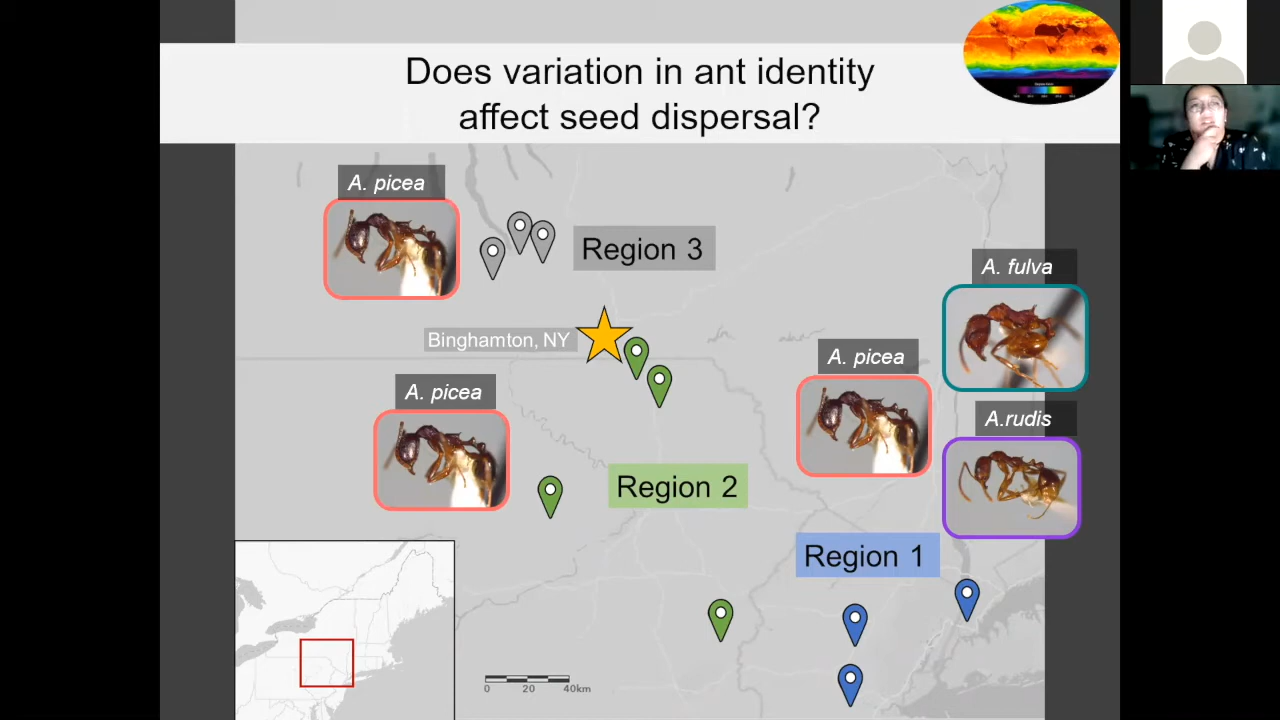 Does variation in ant identity
affect seed dispersal?
A. picea
Region 3
A. fulva
Binghamton, NY
A. picea
A. picea
A.rudis
Region 2
Region 1
0 20 40km